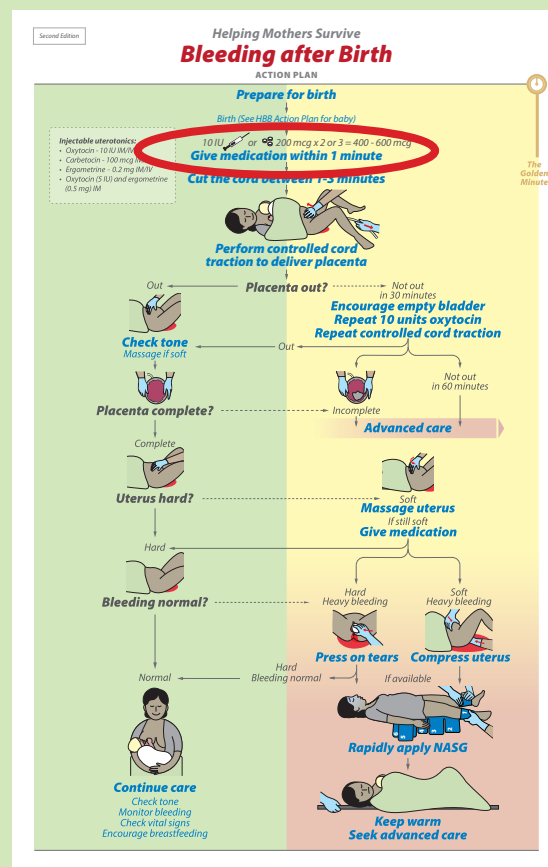 Second Edition
Helping Mothers Survive
Bleeding after Birth
ACTION PLAN
Prepare for birth
Birth (See HBB Action Plan for baby)
Injectable uterotonics:
• Oxytocin - 10 IU IM/IV
• Carbetocin - 100 mcg IM
• Ergometrine – 0.2 mg IM/IV
• Oxytocin (5 IU) and ergometrine
(0.5 mg) IM
10 IU or 200 mcg x 2 or 3 = 400 - 600 mcg
Give medication within 1 minute
The
Golden
Minute
Cut the cord between 1-3 minutes
Perform controlled cord
traction to deliver placenta
Out
Placenta out?
Not out
in 30 minutes
Encourage empty bladder
Repeat 10 units oxytocin
Repeat controlled cord traction
Check tone
Massage if soft
Out
Not out
in 60 minutes
Placenta complete?
Incomplete
Advanced care
Complete
Uterus hard?
Soft
Massage uterus
If still soft
Give medication
Hard
Bleeding normal?
Hard
Heavy bleeding
Soft
Heavy bleeding
Press on tears
Compress uterus
Hard
Bleeding normal
Normal
If available
Rapidly apply NASG
Continue care
Check tone
Monitor bleeding
Check vital signs
Encourage breastfeeding
Keep warm
Seek advanced care